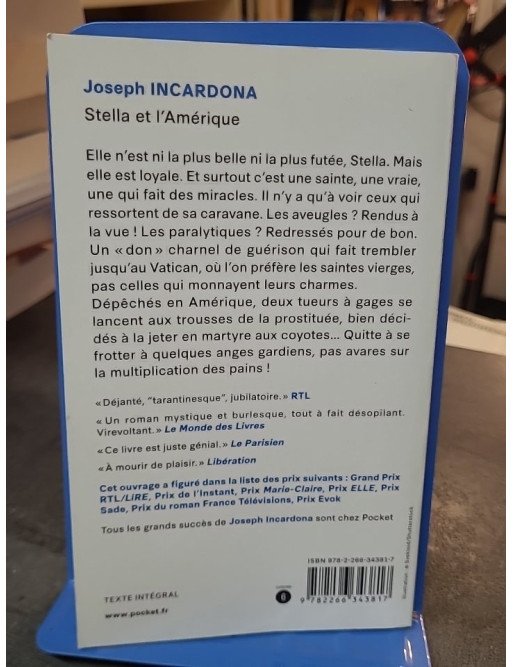 Joseph INCARDONA
Stella et l'Amérique
Elle n'est ni la plus belle ni la plus futée, Stella. Mais
elle est loyale. Et surtout c'est une sainte, une vraie,
une qui fait des miracles. Il n'y a qu'à voir ceux qui
ressortent de sa caravane. Les aveugles ? Rendus à
la vue ! Les paralytiques ? Redressés pour de bon.
Un « don » charnel de guérison qui fait trembler
jusqu'au Vatican, où l'on préfère les saintes vierges,
pas celles qui monnayent leurs charmes.
Dépêchés en Amérique, deux tueurs à gages se
lancent aux trousses de la prostituée, bien déci-
dés à la jeter en martyre aux coyotes... Quitte à se
frotter à quelques anges gardiens, pas avares sur
la multiplication des pains !
« Déjanté, "tarantinesque", jubilatoire. » RTL
« Un roman mystique et burlesque, tout à fait désopilant.
Virevoltant. » Le Monde des Livres
« Ce livre est juste génial. » Le Parisien
« À mourir de plaisir. » Libération
Cet ouvrage a figuré dans la liste des prix suivants : Grand Prix
RTL/LiRE, Prix de l'Instant, Prix Marie-Claire, Prix ELLE, Prix
Sade, Prix du roman France Télévisions, Prix Evok
Tous les grands succès de Joseph Incardona sont chez Pocket
ISBN 978-2-266-34381-7
TEXTE INTÉGRAL
www.pocket.fr
6
9 782266 343817